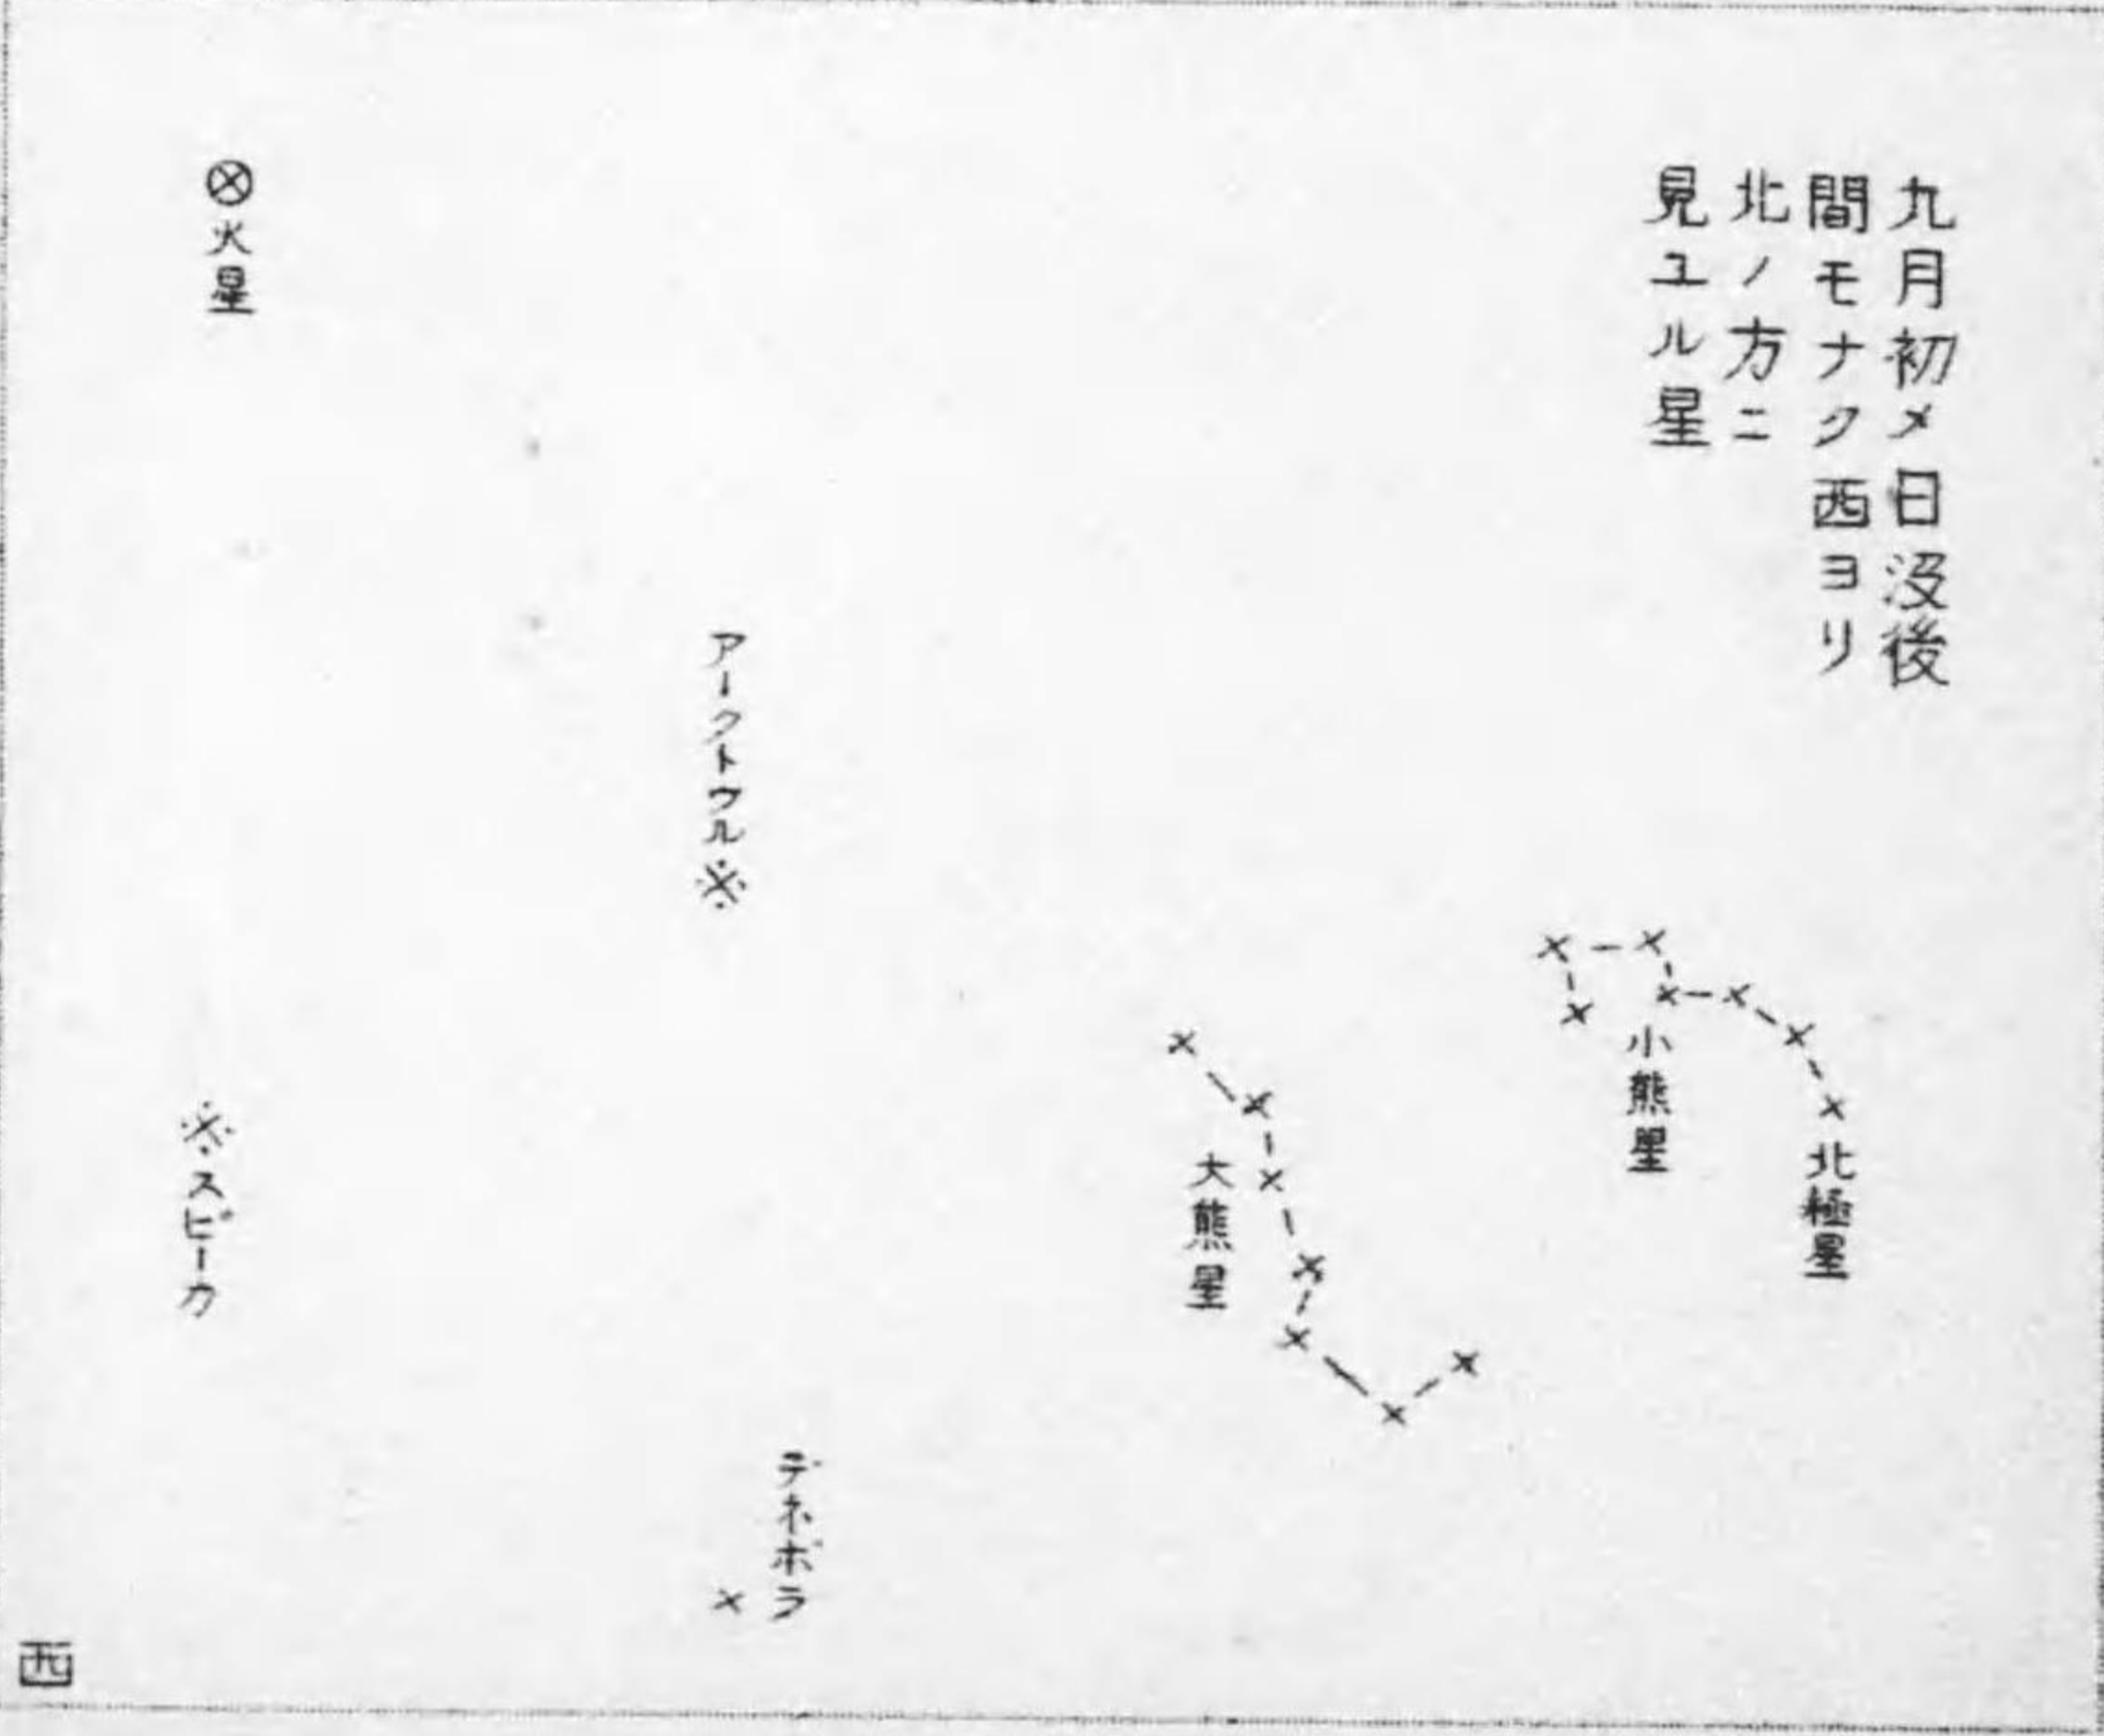 九月初メ日没後
間モナク西ヨリ
北ノ方ニ
見ユル星
北極星
小熊星
大熊星
デネボラ
アークトウル
火星
スピーカ
西